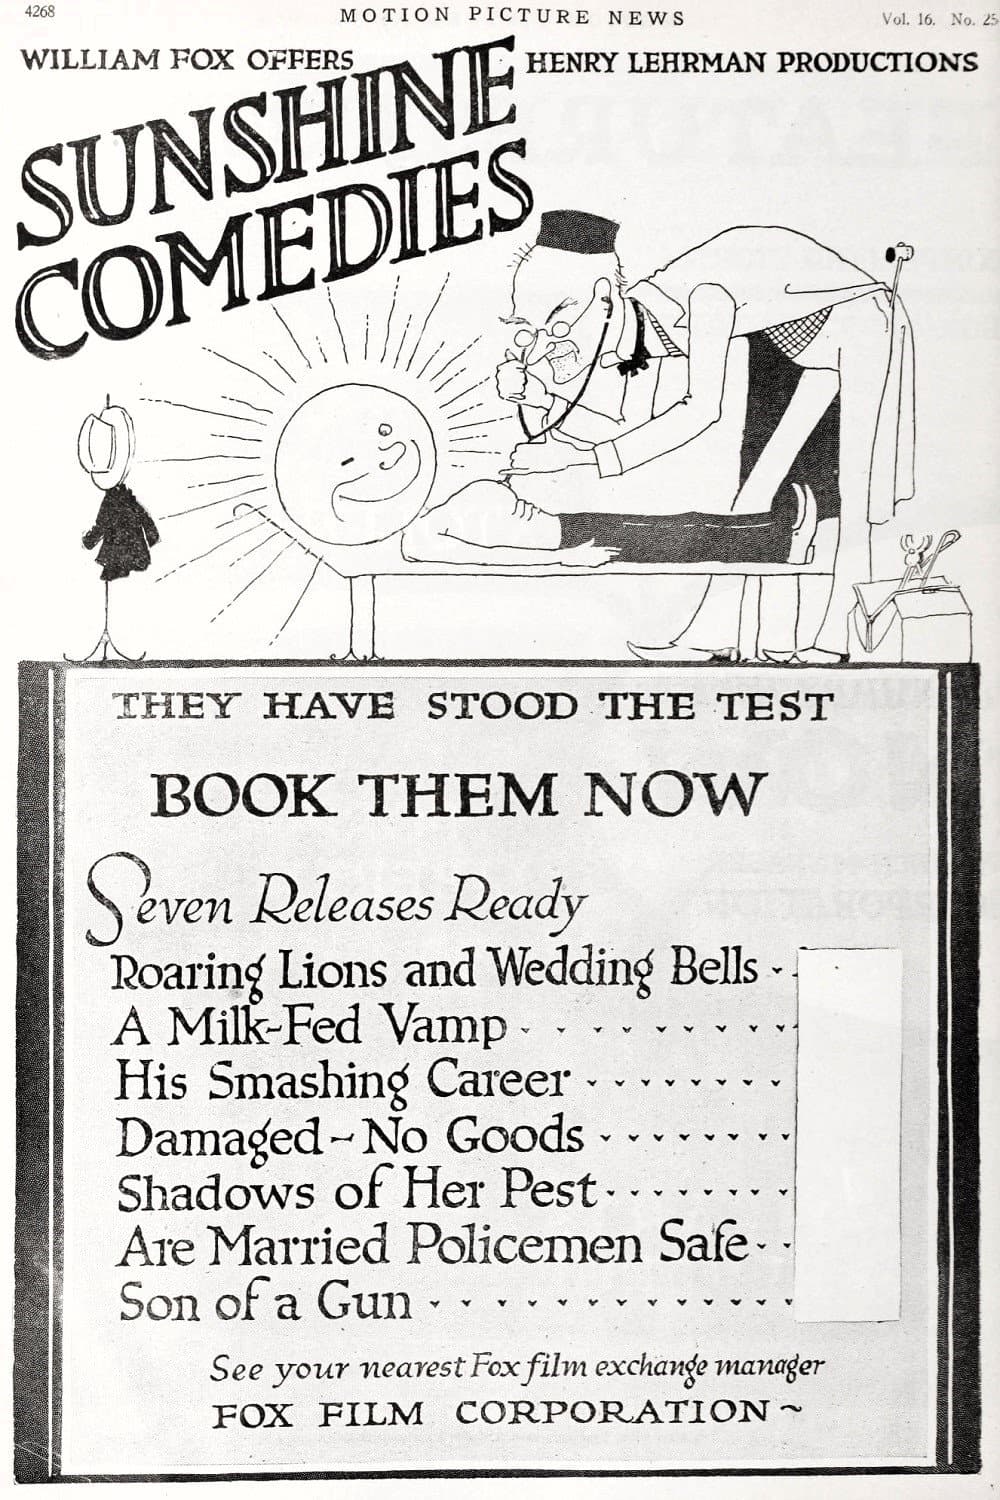 4268
MOTION PICTURE NEWS
Vol. 16. No. 25
WILLIAM FOX OFFERS
HENRY LEHRMAN PRODUCTIONS
SUNSHINE
COMEDIES
THEY HAVE STOOD THE TEST
BOOK THEM NOW
Seven Releases Ready
Roaring Lions and Wedding Bells
A Milk-Fed Vamp
His Smashing Career
Damaged~No Goods
Shadows of Her Pest
Are Married Policemen Safe
Son of a Gun
See your nearest Fox film exchange manager
FOX FILM CORPORATION~